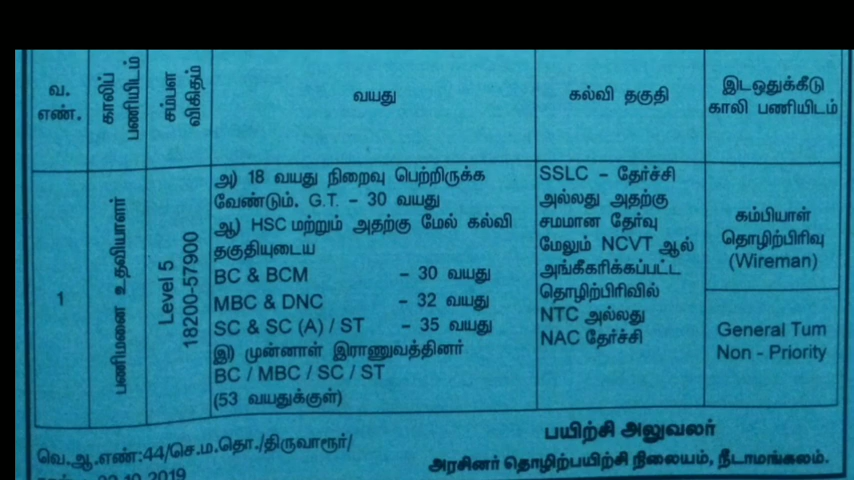 வ.
எண்.
காலிப்
பணியிடம்
சம்பள
விகிதம்
வயது
கல்வி தகுதி
இடஒதுக்கீடு
காலி பணியிடம்
1
பணிமனை உதவியாளர்
Level 5
18200-57900
அ) 18 வயது நிறைவு பெற்றிருக்க
வேண்டும். G.T. – 30 வயது
ஆ) HSC மற்றும் அதற்கு மேல் கல்வி
தகுதியுடைய
BC & BCM – 30 வயது
MBC & DNC – 32 வயது
SC & SC (A) / ST – 35 வயது
இ) முன்னாள் இராணுவத்தினர்
BC / MBC / SC / ST
(53 வயதுக்குள்)
SSLC – தேர்ச்சி
அல்லது அதற்கு
சமமான தேர்வு
மேலும் NCVT ஆல்
அங்கீகரிக்கப்பட்ட
தொழிற்பிரிவில்
NTC அல்லது
NAC தேர்ச்சி
கம்பியாள்
தொழிற்பிரிவு
(Wireman)
General Turn
Non - Priority
பயிற்சி அலுவலர்
வெ.ஆ.எண்:44/செ.ம.தொ./திருவாரூர்/
அரசினர் தொழிற்பயிற்சி நிலையம், நீடாமங்கலம்.
10 2019